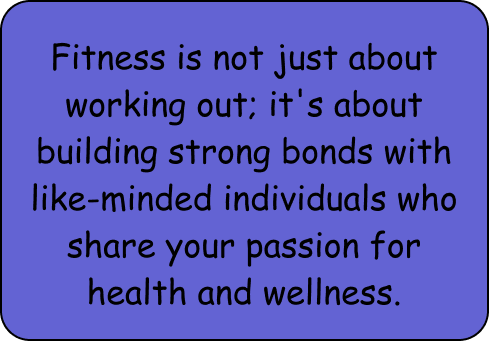 Fitness is not just about
working out; it's about
building strong bonds with
like-minded individuals who
share your passion for
health and wellness.